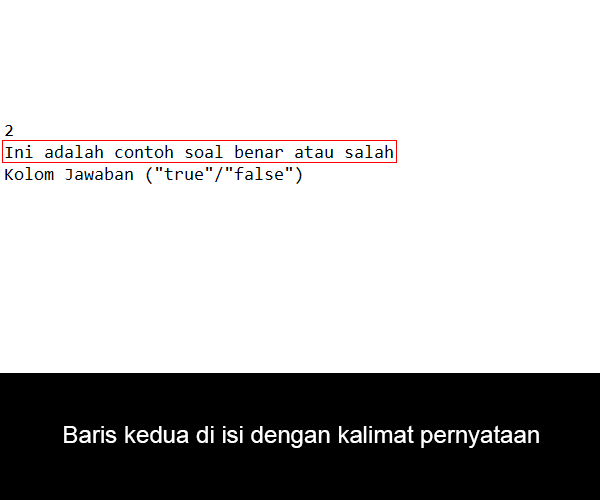 2
Ini adalah contoh soal benar atau salah
Kolom Jawaban ("true"/"false")
Baris kedua di isi dengan kalimat pernyataan